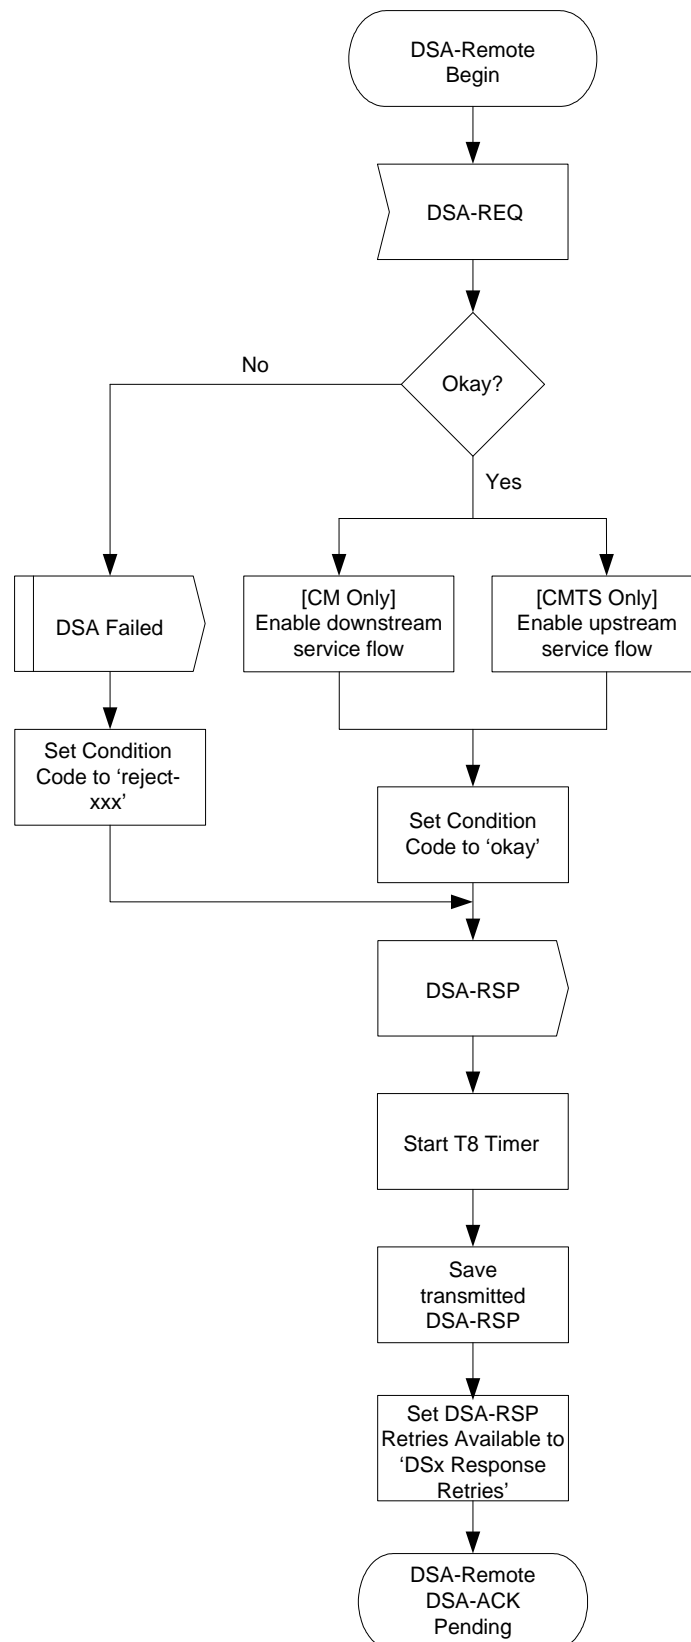 DSA-Remote
Begin
DSA-REQ
Okay?
No
Yes
DSA Failed
[CM Only]
Enable downstream
service flow
[CMTS Only]
Enable upstream
service flow
Set Condition
Code to ‘reject-
xxx’
Set Condition
Code to ‘okay’
DSA-RSP
Start T8 Timer
Save
transmitted
DSA-RSP
Set DSA-RSP
Retries Available to
‘DSx Response
Retries’
DSA-Remote
DSA-ACK
Pending